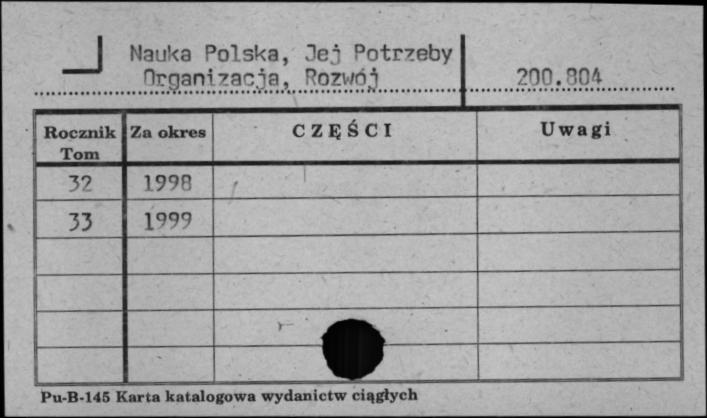 Nauka Polska, Jej Potrzeby
Organizacja, Rozwój
200.804
Rocznik Tom Za okres CZĘŚCI Uwagi
32 1998
33 1999
Pu-B-145 Karta katalogowa wydanictw ciągłych